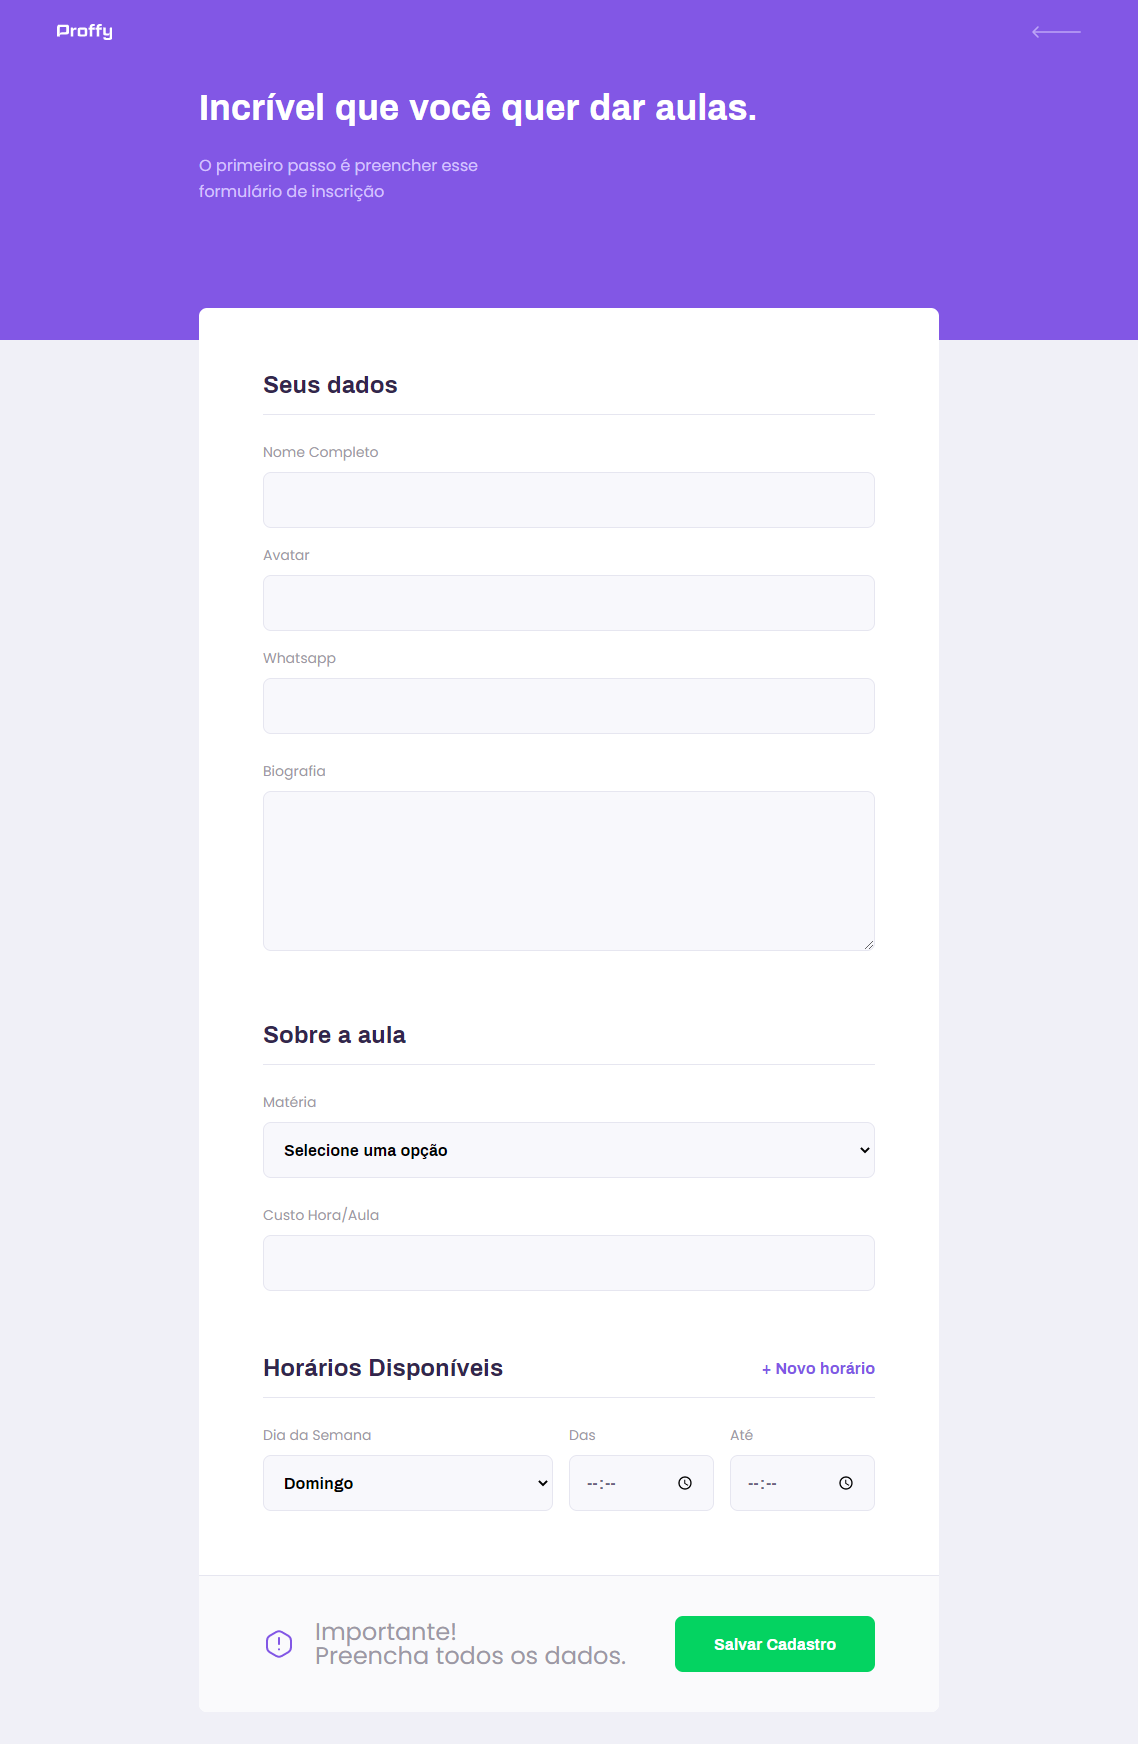 Proffy
Incrível que você quer dar aulas.
O primeiro passo é preencher esse
formulário de inscrição
Seus dados
Nome Completo
Avatar
Whatsapp
Biografia
Sobre a aula
Matéria
Selecione uma opção
Custo Hora/Aula
Horários Disponíveis + Novo horário
Dia da Semana Das Até
Domingo --:-- --:--
Importante!
Preencha todos os dados.
Salvar Cadastro